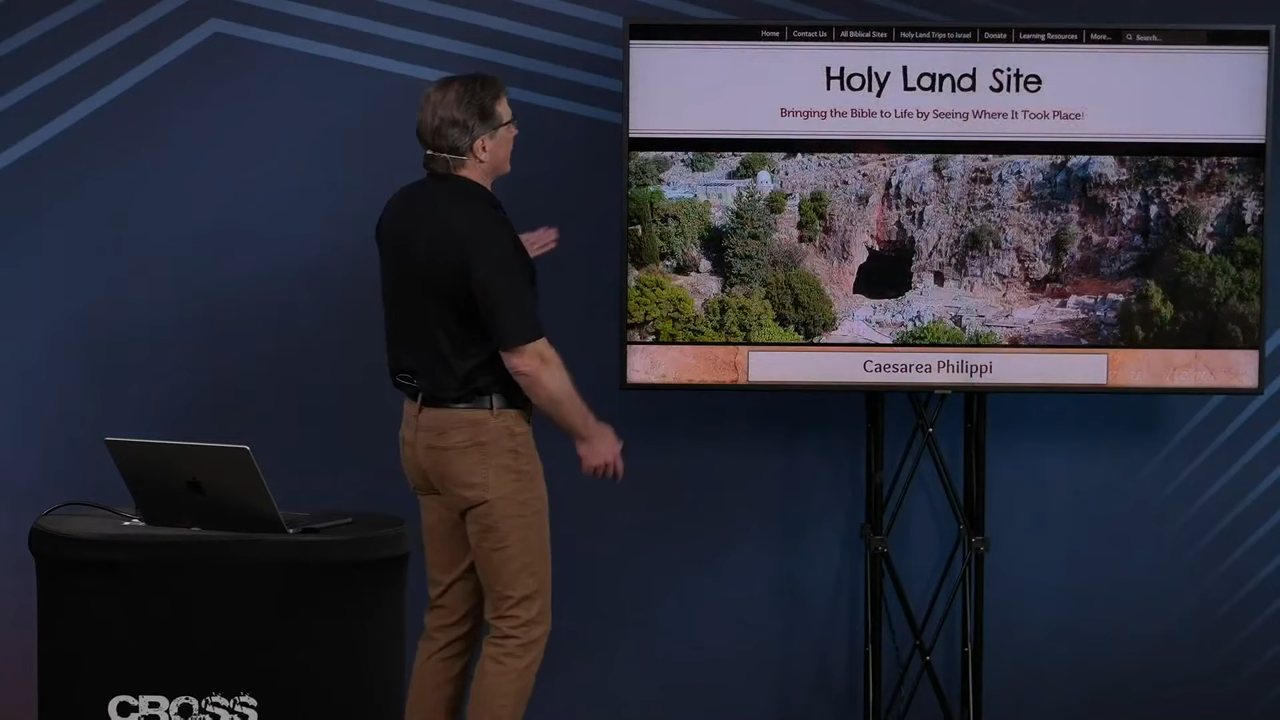 Home Contact Us All Biblical Sites Holy Land Trips to Israel Donate Learning Resources More... Search...
Holy Land Site
Bringing the Bible to Life by Seeing Where It Took Place!
Caesarea Philippi
CROSS